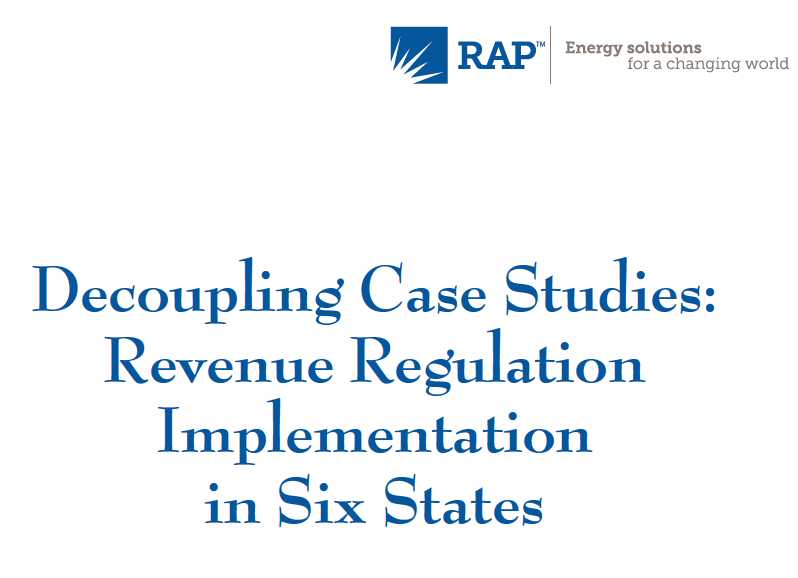 RAP™
Energy solutions
for a changing world
Decoupling Case Studies:
Revenue Regulation
Implementation
in Six States